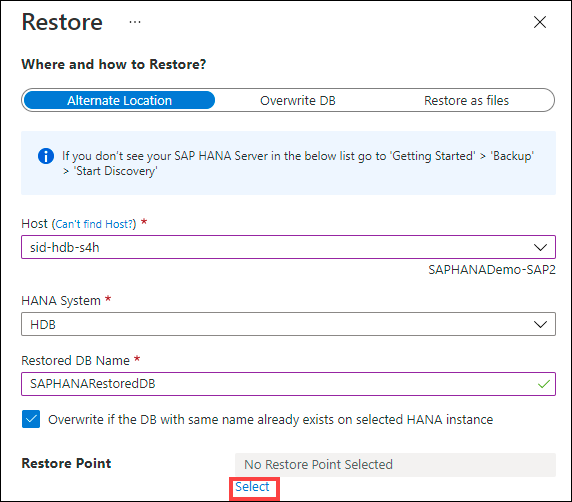 Restore ...
Where and how to Restore?
Alternate Location Overwrite DB Restore as files
If you don't see your SAP HANA Server in the below list go to 'Getting Started' > 'Backup'
> 'Start Discovery'
Host (Can't find Host?) *
sid-hdb-s4h
SAPHANADemo-SAP2
HANA System *
HDB
Restored DB Name *
SAPHANARestoredDB
Overwrite if the DB with same name already exists on selected HANA instance
Restore Point No Restore Point Selected
Select